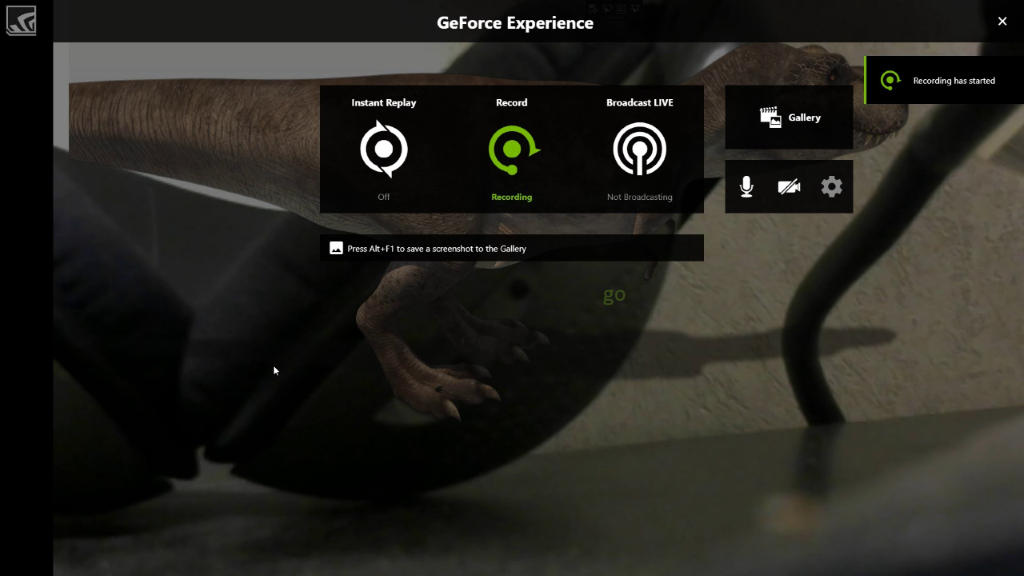 GeForce Experience
Recording has started
Instant Replay
Record
Broadcast LIVE
Gallery
Off
Recording
Not Broadcasting
Press Alt+F1 to save a screenshot to the Gallery
go